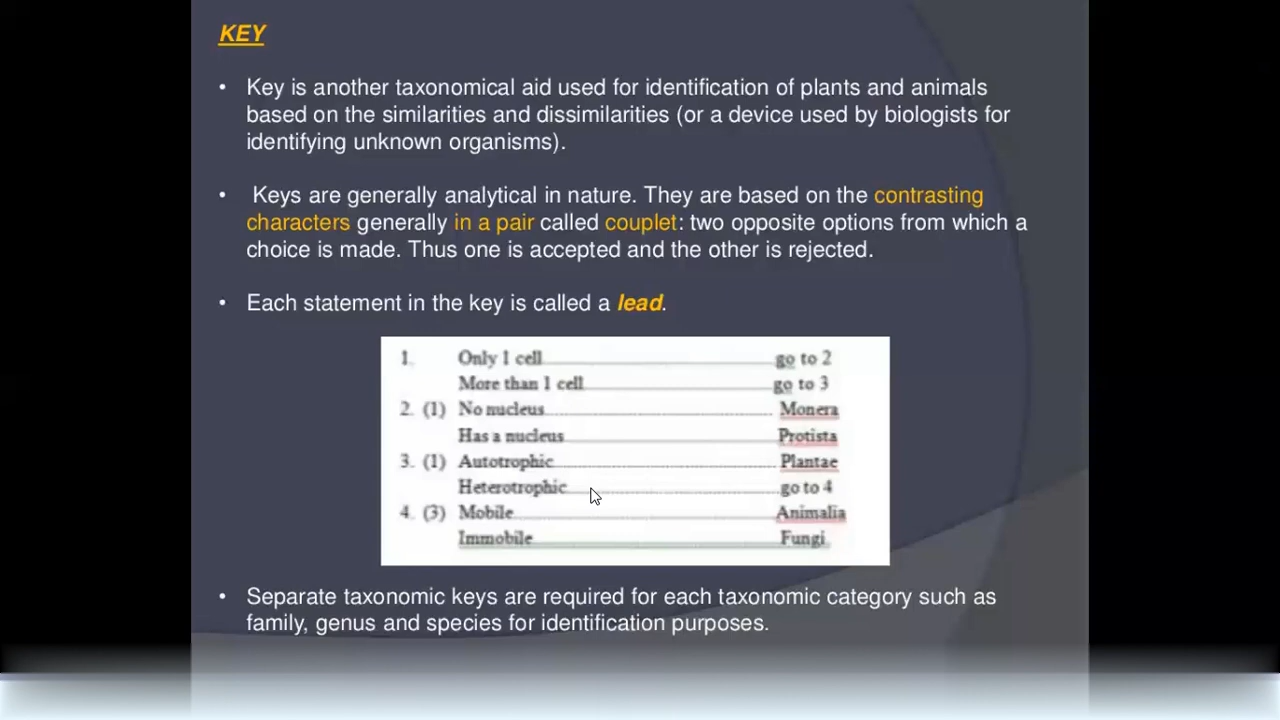 KEY
• Key is another taxonomical aid used for identification of plants and animals
based on the similarities and dissimilarities (or a device used by biologists for
identifying unknown organisms).
• Keys are generally analytical in nature. They are based on the contrasting
characters generally in a pair called couplet: two opposite options from which a
choice is made. Thus one is accepted and the other is rejected.
• Each statement in the key is called a lead.
1. Only 1 cell go to 2
More than 1 cell go to 3
2. (1) No nucleus Monera
Has a nucleus Protista
3. (1) Autotrophic Plantae
Heterotrophic go to 4
4. (3) Mobile Animalia
Immobile Fungi
• Separate taxonomic keys are required for each taxonomic category such as
family, genus and species for identification purposes.